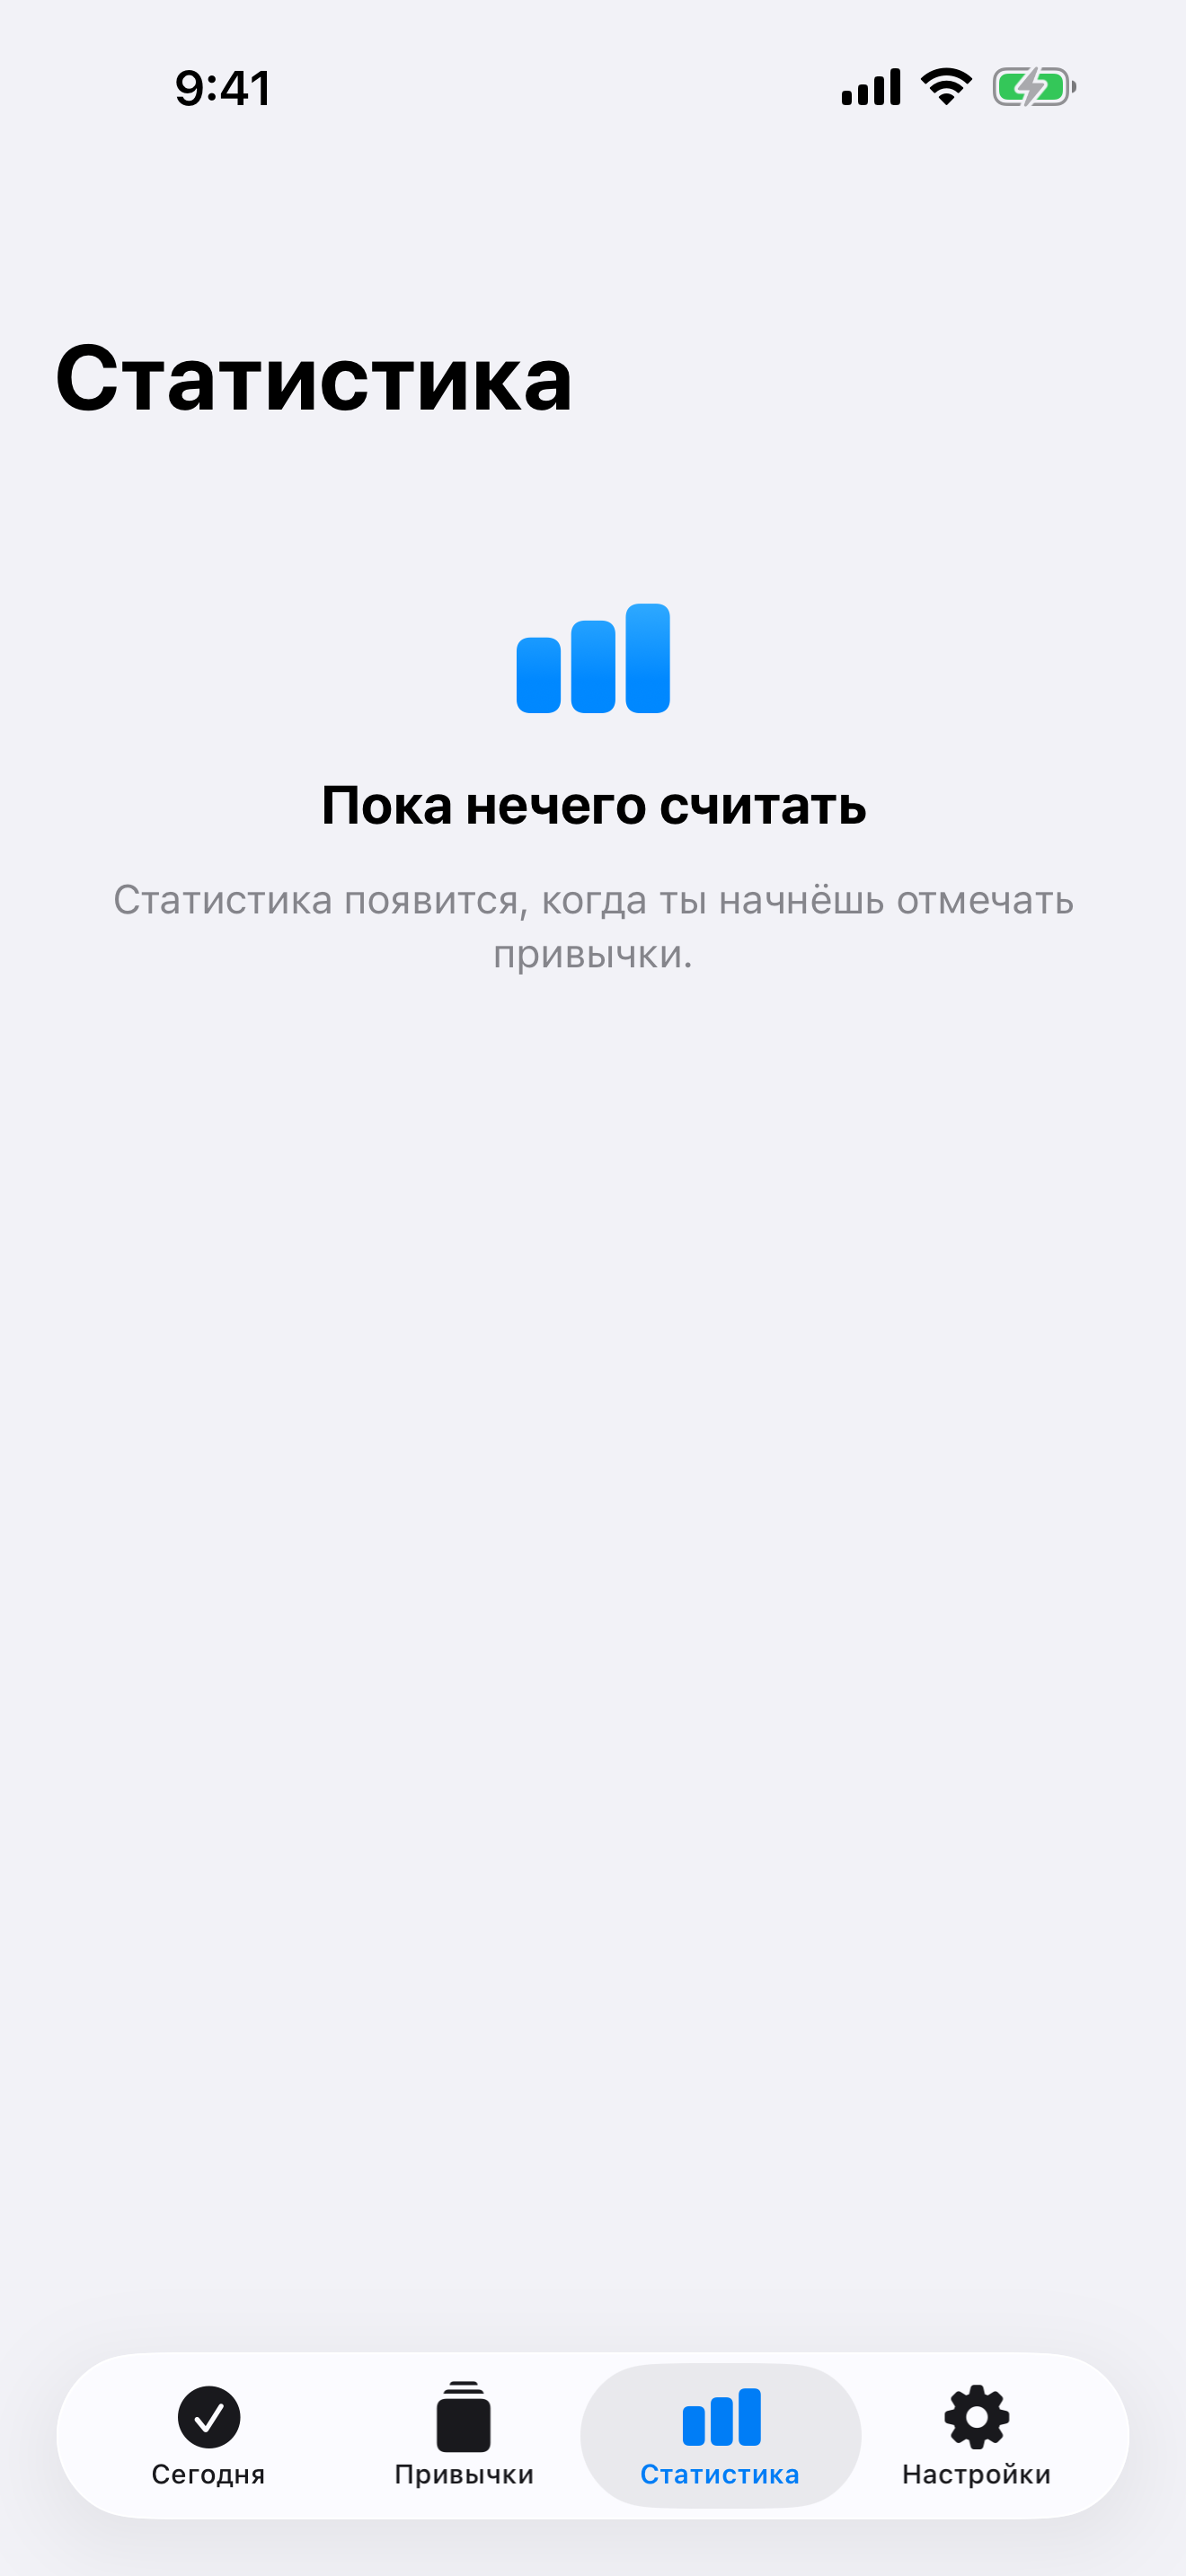 9:41
Статистика
Пока нечего считать
Статистика появится, когда ты начнёшь отмечать
привычки.
Сегодня
Привычки
Статистика
Настройки